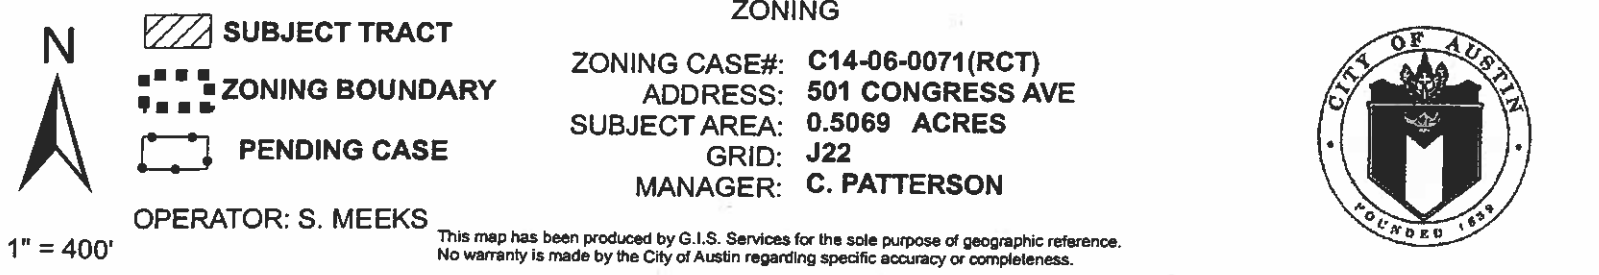 ZONING
N
SUBJECT TRACT
ZONING BOUNDARY
PENDING CASE
OPERATOR: S. MEEKS
1" = 400'
ZONING CASE#: C14-06-0071(RCT)
ADDRESS: 501 CONGRESS AVE
SUBJECT AREA: 0.5069 ACRES
GRID: J22
MANAGER: C. PATTERSON
This map has been produced by G.I.S. Services for the sole purpose of geographic reference.
No warranty is made by the City of Austin regarding specific accuracy or completeness.
CITY OF AUSTIN
FOUNDED 1839